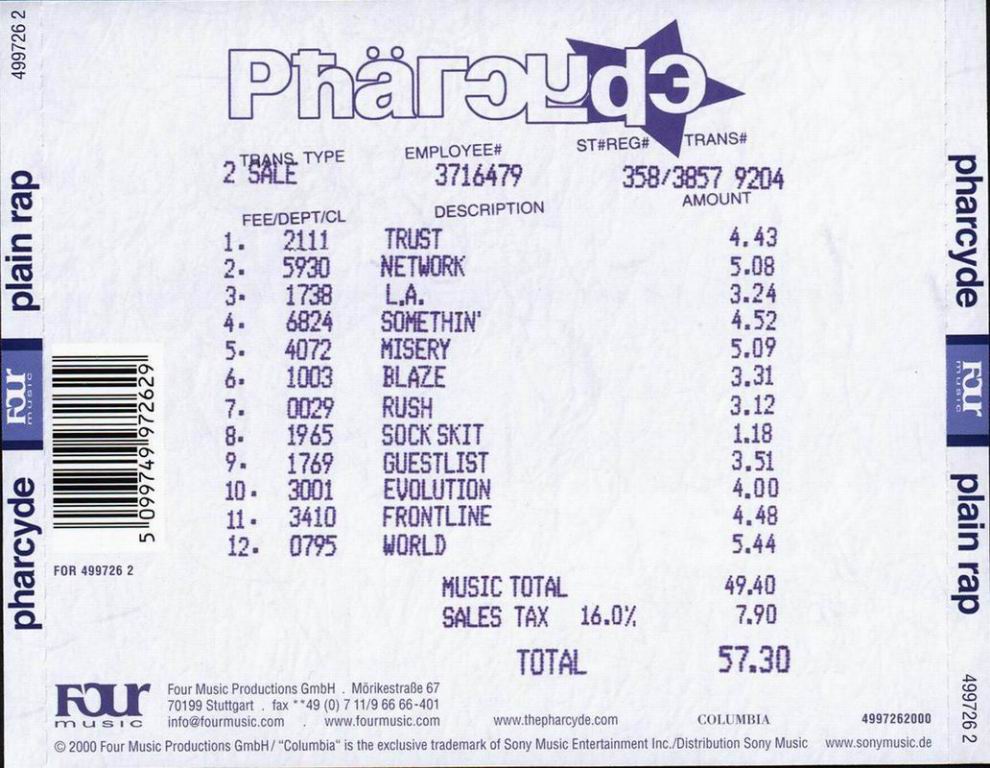 499726 2
plain rap
Four music
pharcyde
Pharcyde
TRANS TYPE EMPLOYEE# ST#REG# TRANS#
2 SALE 3716479 358/3857 9204
FEE/DEPT/CL DESCRIPTION AMOUNT
1. 2111 TRUST 4.43
2. 5930 NETWORK 5.08
3. 1738 L.A. 3.24
4. 6824 SOMETHIN' 4.52
5. 4072 MISERY 5.09
6. 1003 BLAZE 3.31
7. 0029 RUSH 3.12
8. 1965 SOCK SKIT 1.18
9. 1769 GUESTLIST 3.51
10. 3001 EVOLUTION 4.00
11. 3410 FRONTLINE 4.48
12. 0795 WORLD 5.44
MUSIC TOTAL 49.40
SALES TAX 16.0% 7.90
TOTAL 57.30
5 099749 972629
FOR 499726 2
Four music
Four Music Productions GmbH . Mörikestraße 67
70199 Stuttgart . fax **49 (0) 7 11/9 66 66-401
info@fourmusic.com . www.fourmusic.com
www.thepharcyde.com
COLUMBIA
4997262000
© 2000 Four Music Productions GmbH/ "Columbia" is the exclusive trademark of Sony Music Entertainment Inc./Distribution Sony Music www.sonymusic.de
pharcyde
Four music
plain rap
499726 2